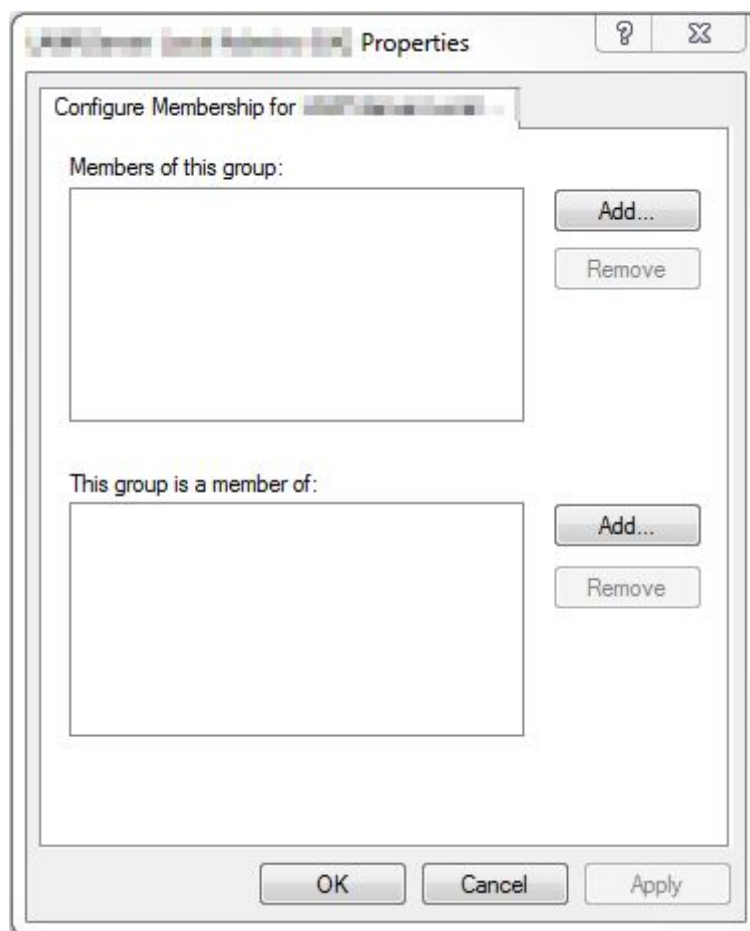 Properties
Configure Membership for
Members of this group:
Add...
Remove
This group is a member of:
Add...
Remove
OK
Cancel
Apply